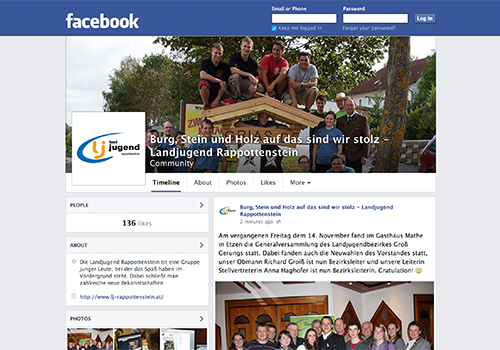 facebook
Email or Phone
Password
Log In
Keep me logged in
Forgot your password?
land
jugend
rappottenstein
Burg, Stein und Holz auf das sind wir stolz -
Landjugend Rappottenstein
Community
Timeline About Photos Likes More
PEOPLE
136 likes
ABOUT
Die Landjugend Rappottenstein ist eine Gruppe
junger Leute, bei der das Spaß haben im
Vordergrund steht. Dabei schließt man
zahlreiche neue Bekanntschaften
http://www.lj-rappottenstein.at/
PHOTOS
Burg, Stein und Holz auf das sind wir stolz - Landjugend
Rappottenstein
2 minutes ago
Am vergangenen Freitag dem 14. November fand im Gasthaus Mathe
in Etzen die Generalversammlung des Landjugendbezirkes Groß
Gerungs statt. Dabei fanden auch die Neuwahlen des Vorstandes statt,
wo unser Obmann Richard Groiß ist nun Bezirksleiter und unsere Leiterin
Stellvertreterin Anna Haghofer ist nun Bezirksleiterin. Gratulation!